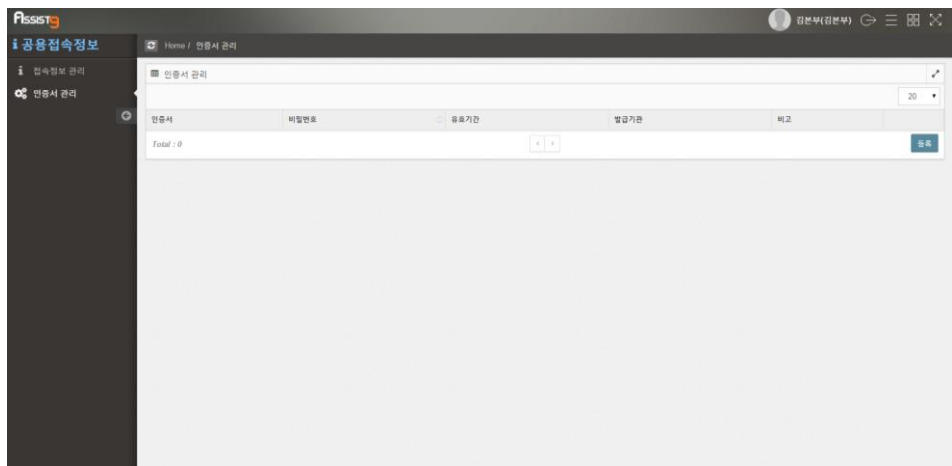 Assist9
김본부(김본부)
공용접속정보
Home / 인증서 관리
접속정보 관리
인증서 관리
인증서 관리
20
인증서 비밀번호 유효기간 발급기관 비고
Total : 0
등록